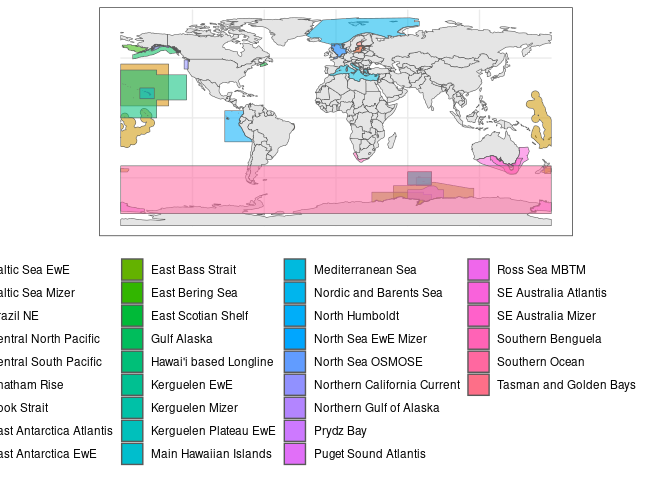 altic Sea EwE
altic Sea Mizer
razil NE
entral North Pacific
entral South Pacific
hatham Rise
ook Strait
ast Antarctica Atlantis
ast Antarctica EwE
East Bass Strait
East Bering Sea
East Scotian Shelf
Gulf Alaska
Hawai'i based Longline
Kerguelen EwE
Kerguelen Mizer
Kerguelen Plateau EwE
Main Hawaiian Islands
Mediterranean Sea
Nordic and Barents Sea
North Humboldt
North Sea EwE Mizer
North Sea OSMOSE
Northern California Current
Northern Gulf of Alaska
Prydz Bay
Puget Sound Atlantis
Ross Sea MBTM
SE Australia Atlantis
SE Australia Mizer
Southern Benguela
Southern Ocean
Tasman and Golden Bays